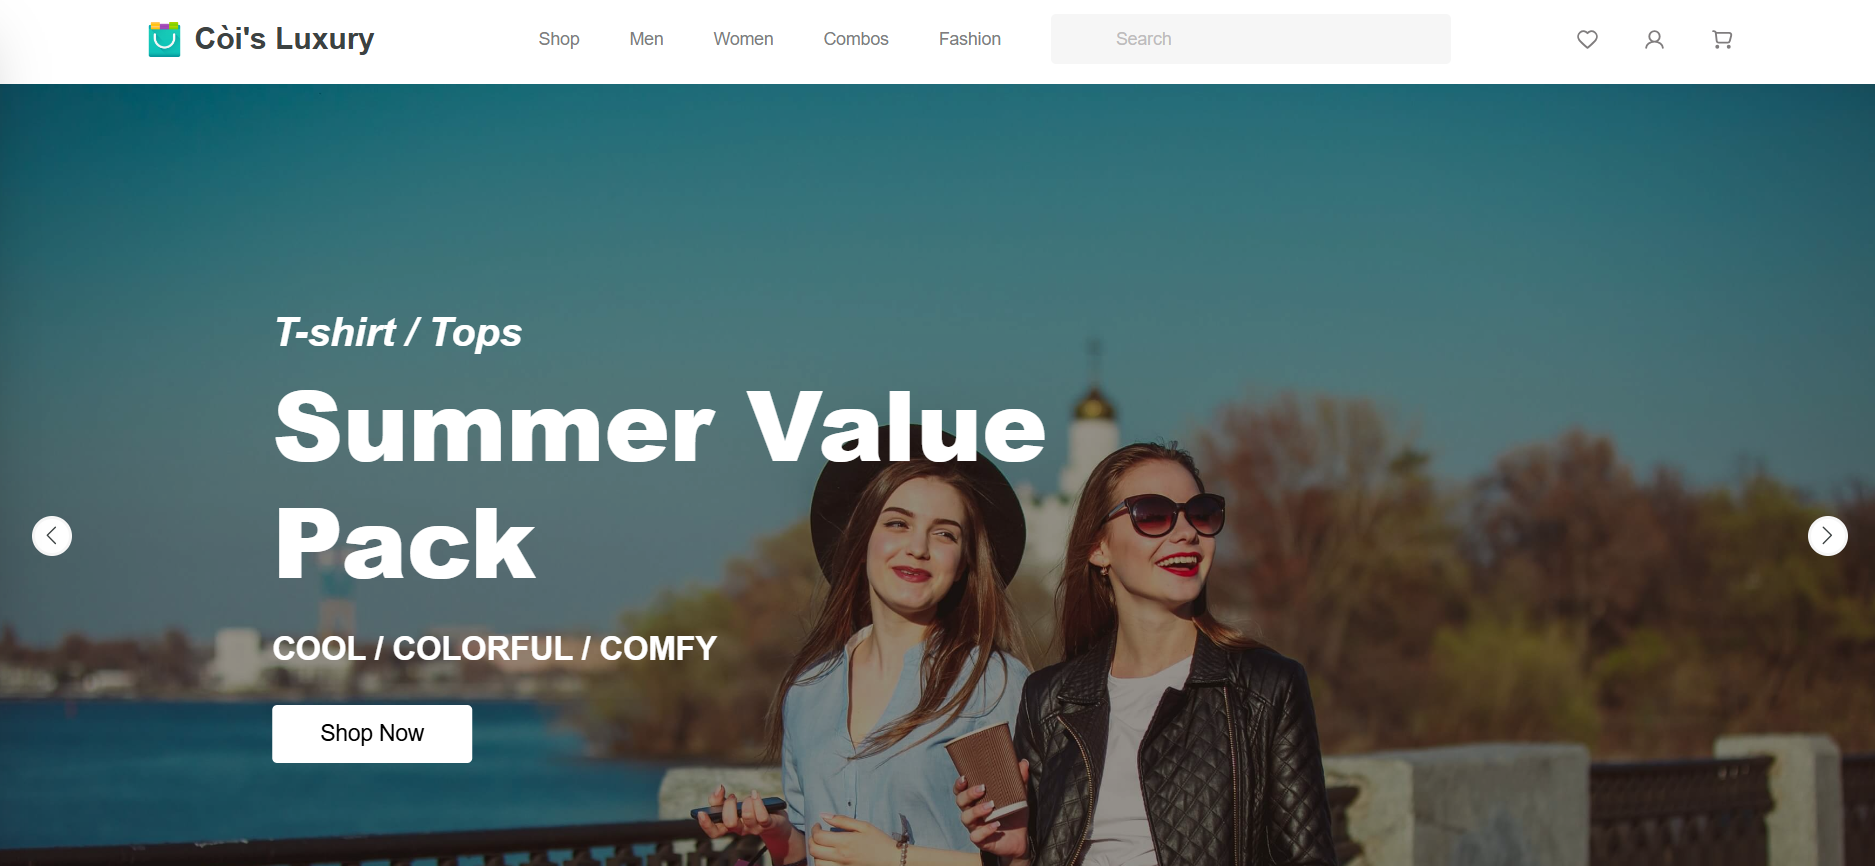 Còi's Luxury
Shop Men Women Combos Fashion Search
T-shirt / Tops
Summer Value
Pack
COOL / COLORFUL / COMFY
Shop Now